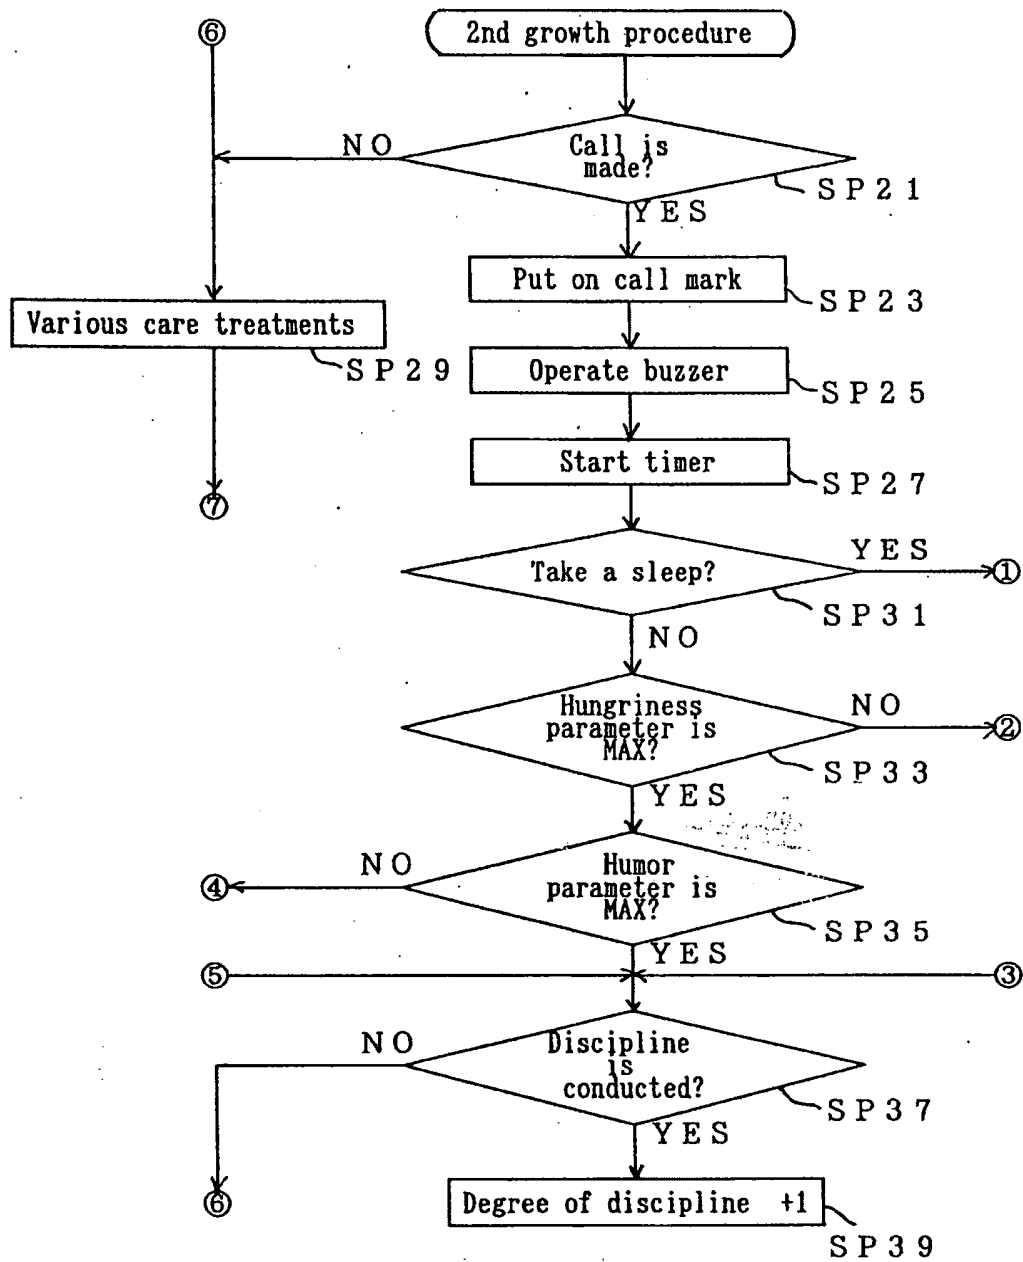 ⑥
2nd growth procedure
NO
Call is
made?
SP21
YES
Put on call mark
SP23
Various care treatments
SP29
Operate buzzer
SP25
Start timer
SP27
⑦
YES
Take a sleep?
①
SP31
NO
Hungriness
parameter is
MAX?
NO
②
SP33
YES
NO
Humor
parameter is
MAX?
④
SP35
YES
⑤
③
NO
Discipline
is
conducted?
SP37
YES
⑥
Degree of discipline +1
SP39